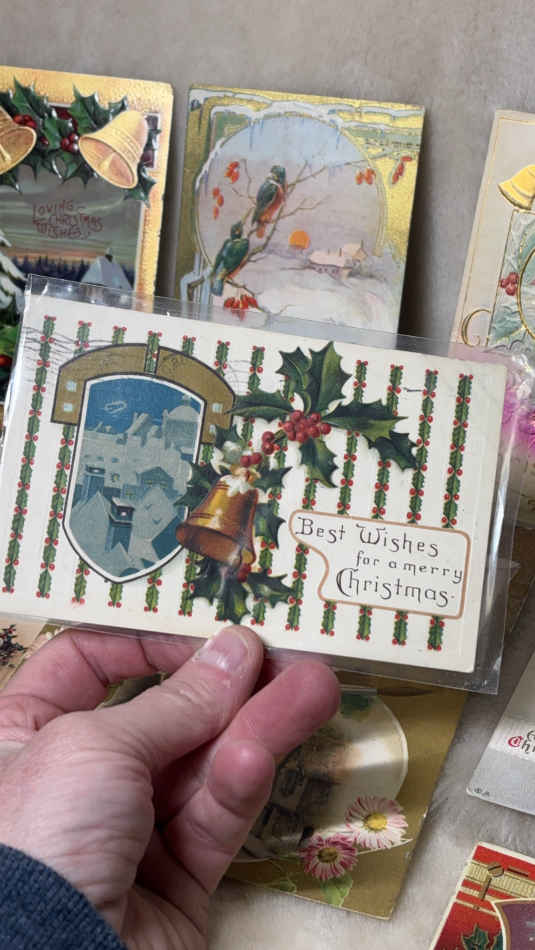 LOVING
CHRISTMAS
WISHES
Best Wishes
for a merry
Christmas.